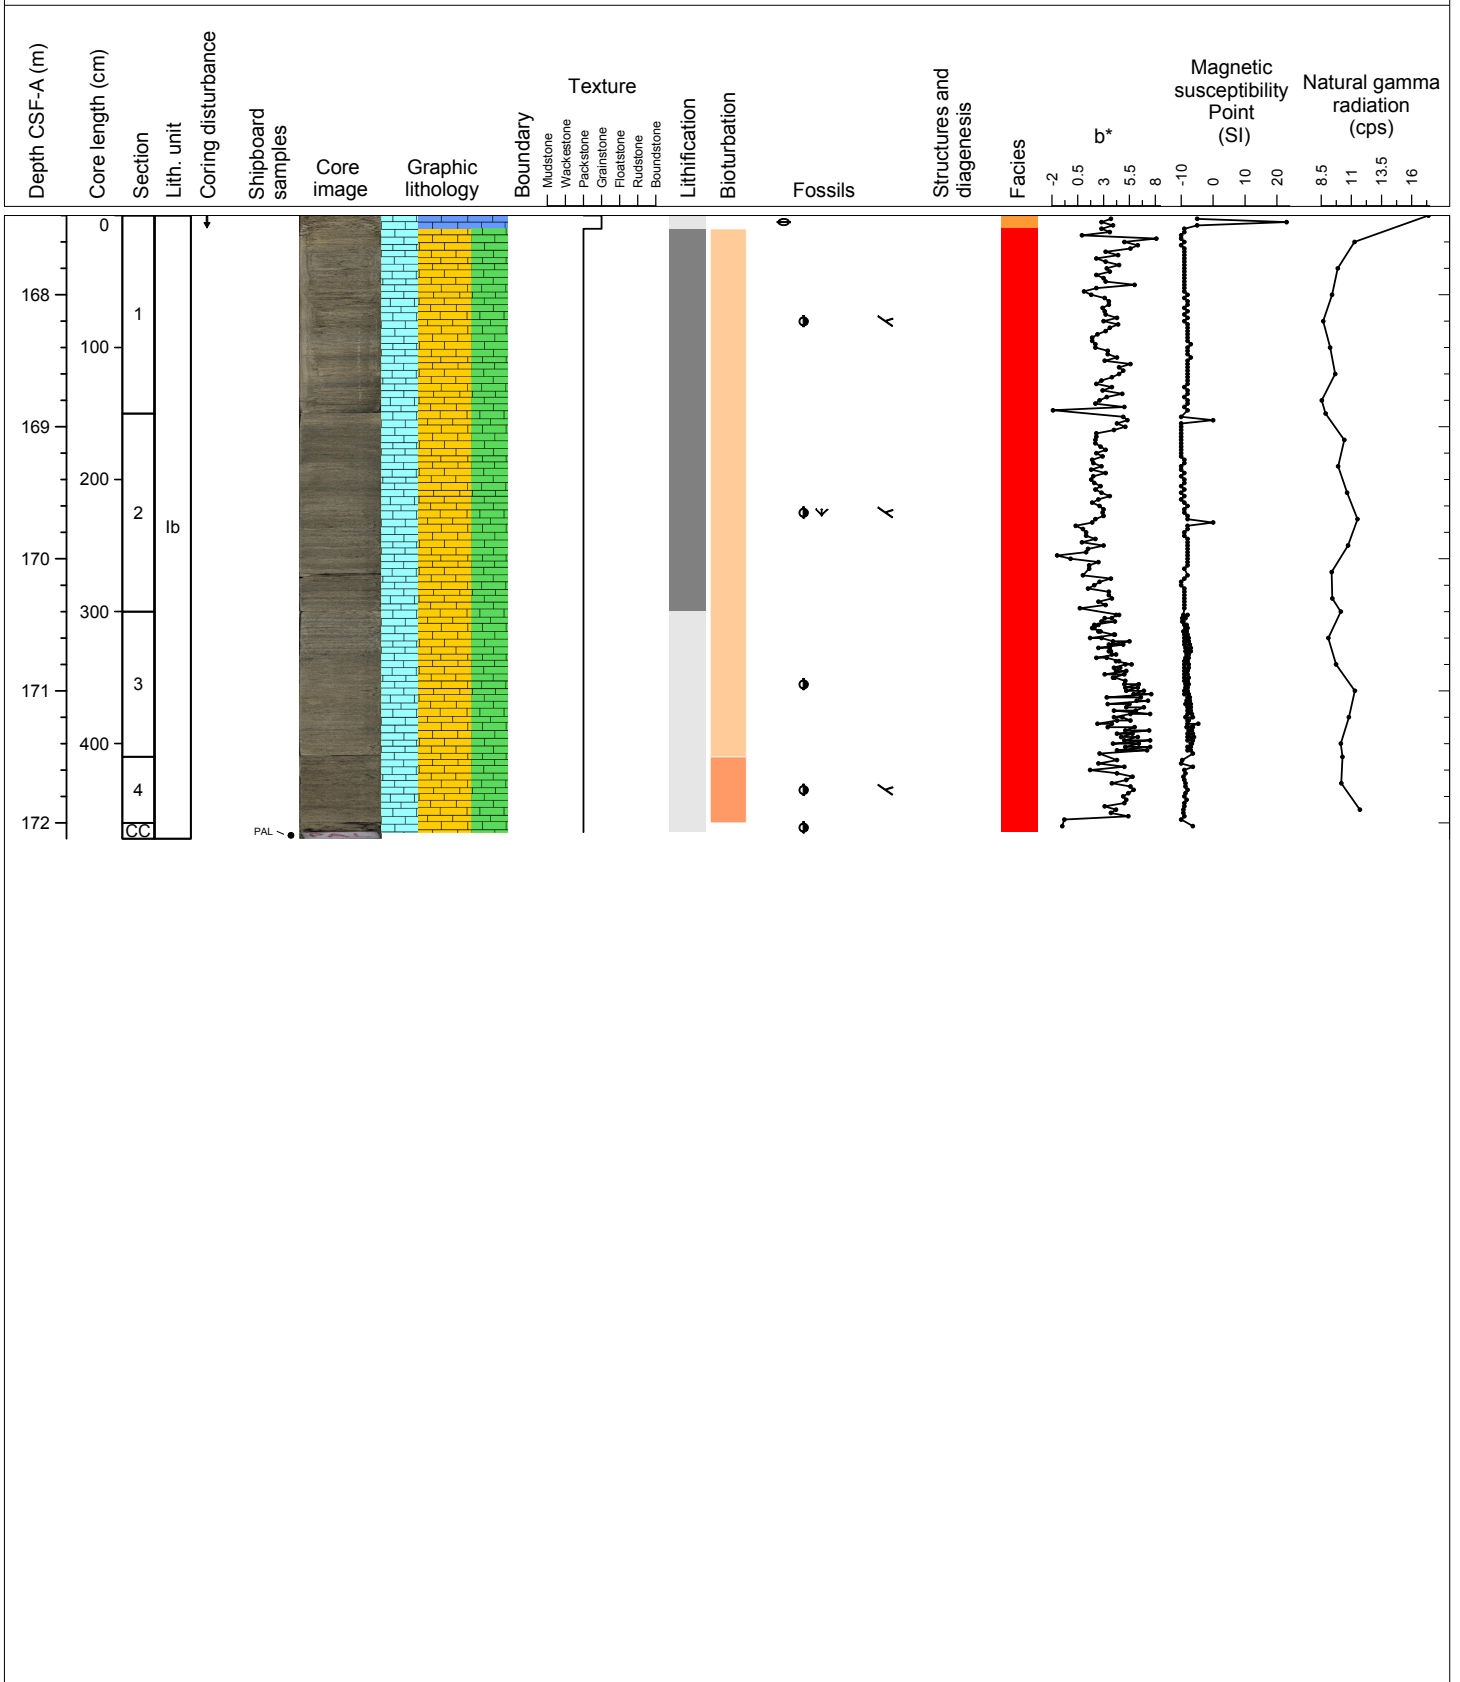 Depth CSF-A (m)
Core length (cm)
Section
Lith. unit
Coring disturbance
Shipboard
samples
Core
image
Graphic
lithology
Boundary
Texture
Mudstone
Wackestone
Packstone
Grainstone
Floatstone
Rudstone
Boundstone
Lithification
Bioturbation
Fossils
Structures and
diagenesis
Facies
b*
-2 0.5 3 5.5 8
Magnetic
susceptibility
Point
(SI)
-10 0 10 20
Natural gamma
radiation
(cps)
8.5 11 13.5 16
0
168
1
100
169
200
2
Ib
170
300
3
171
400
4
172
CC
PAL